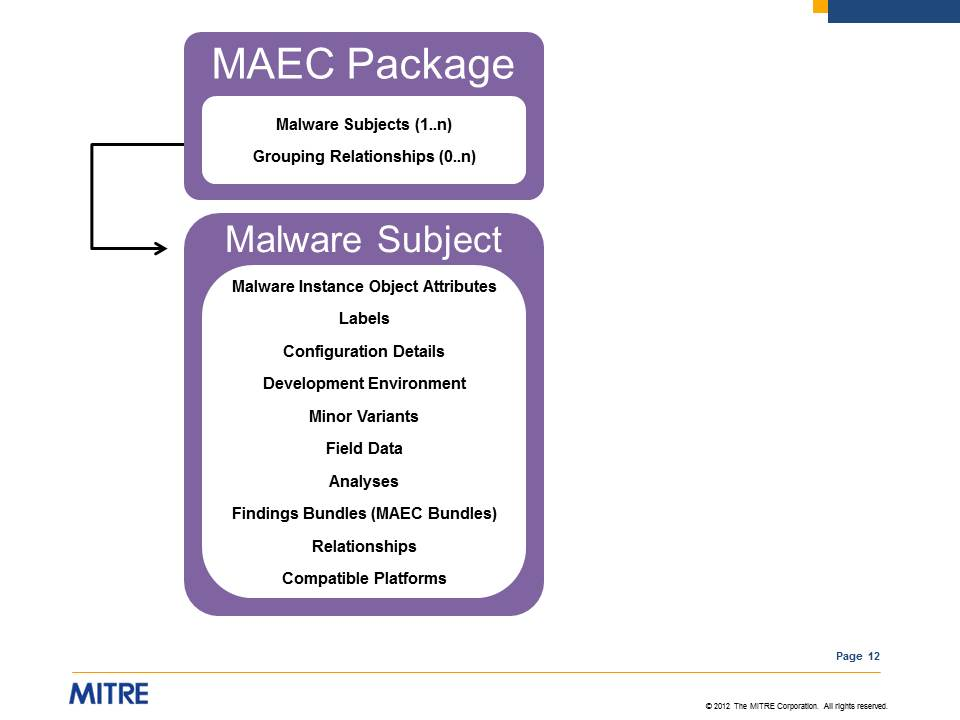 MAEC Package
Malware Subjects (1..n)
Grouping Relationships (0..n)
Malware Subject
Malware Instance Object Attributes
Labels
Configuration Details
Development Environment
Minor Variants
Field Data
Analyses
Findings Bundles (MAEC Bundles)
Relationships
Compatible Platforms
Page 12
MITRE
© 2012 The MITRE Corporation. All rights reserved.